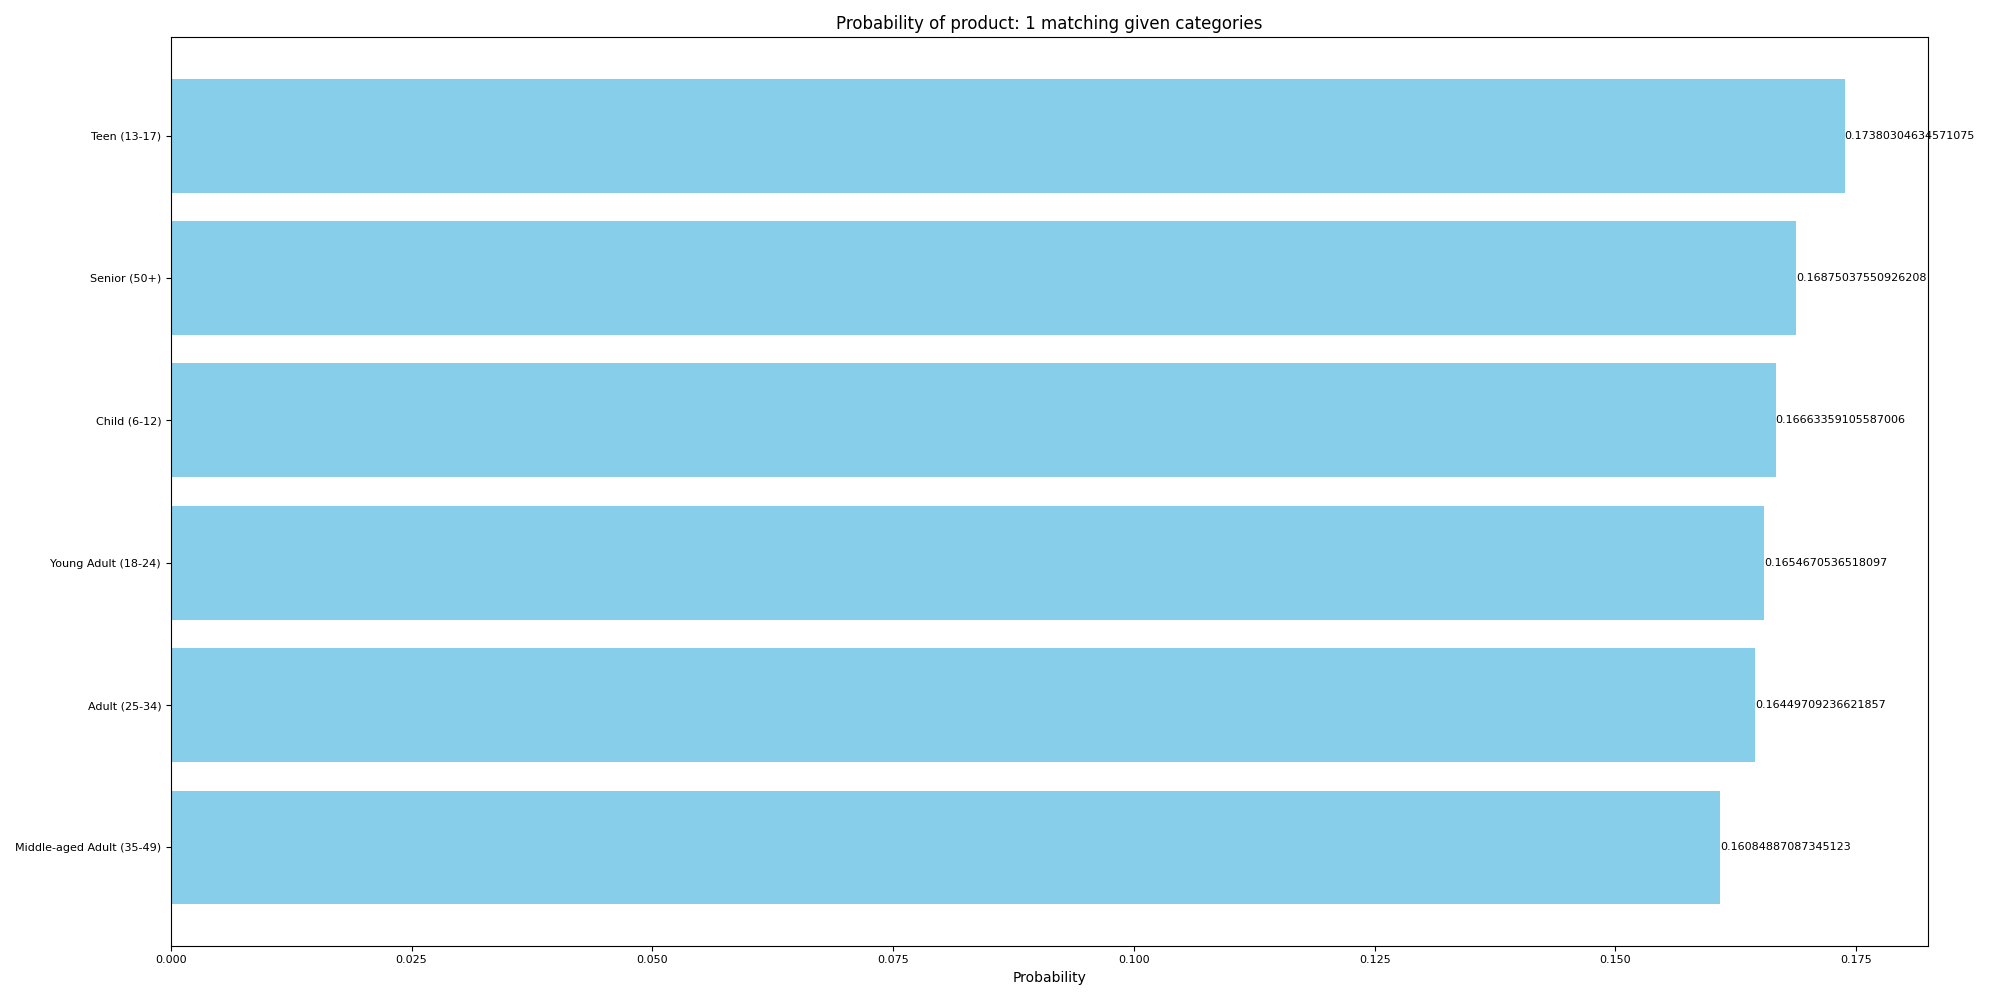 Probability of product: 1 matching given categories
Teen (13-17)
0.17380304634571075
Senior (50+)
0.16875037550926208
Child (6-12)
0.16663359105587006
Young Adult (18-24)
0.1654670536518097
Adult (25-34)
0.16449709236621857
Middle-aged Adult (35-49)
0.16084887087345123
0.000
0.025
0.050
0.075
0.100
0.125
0.150
0.175
Probability